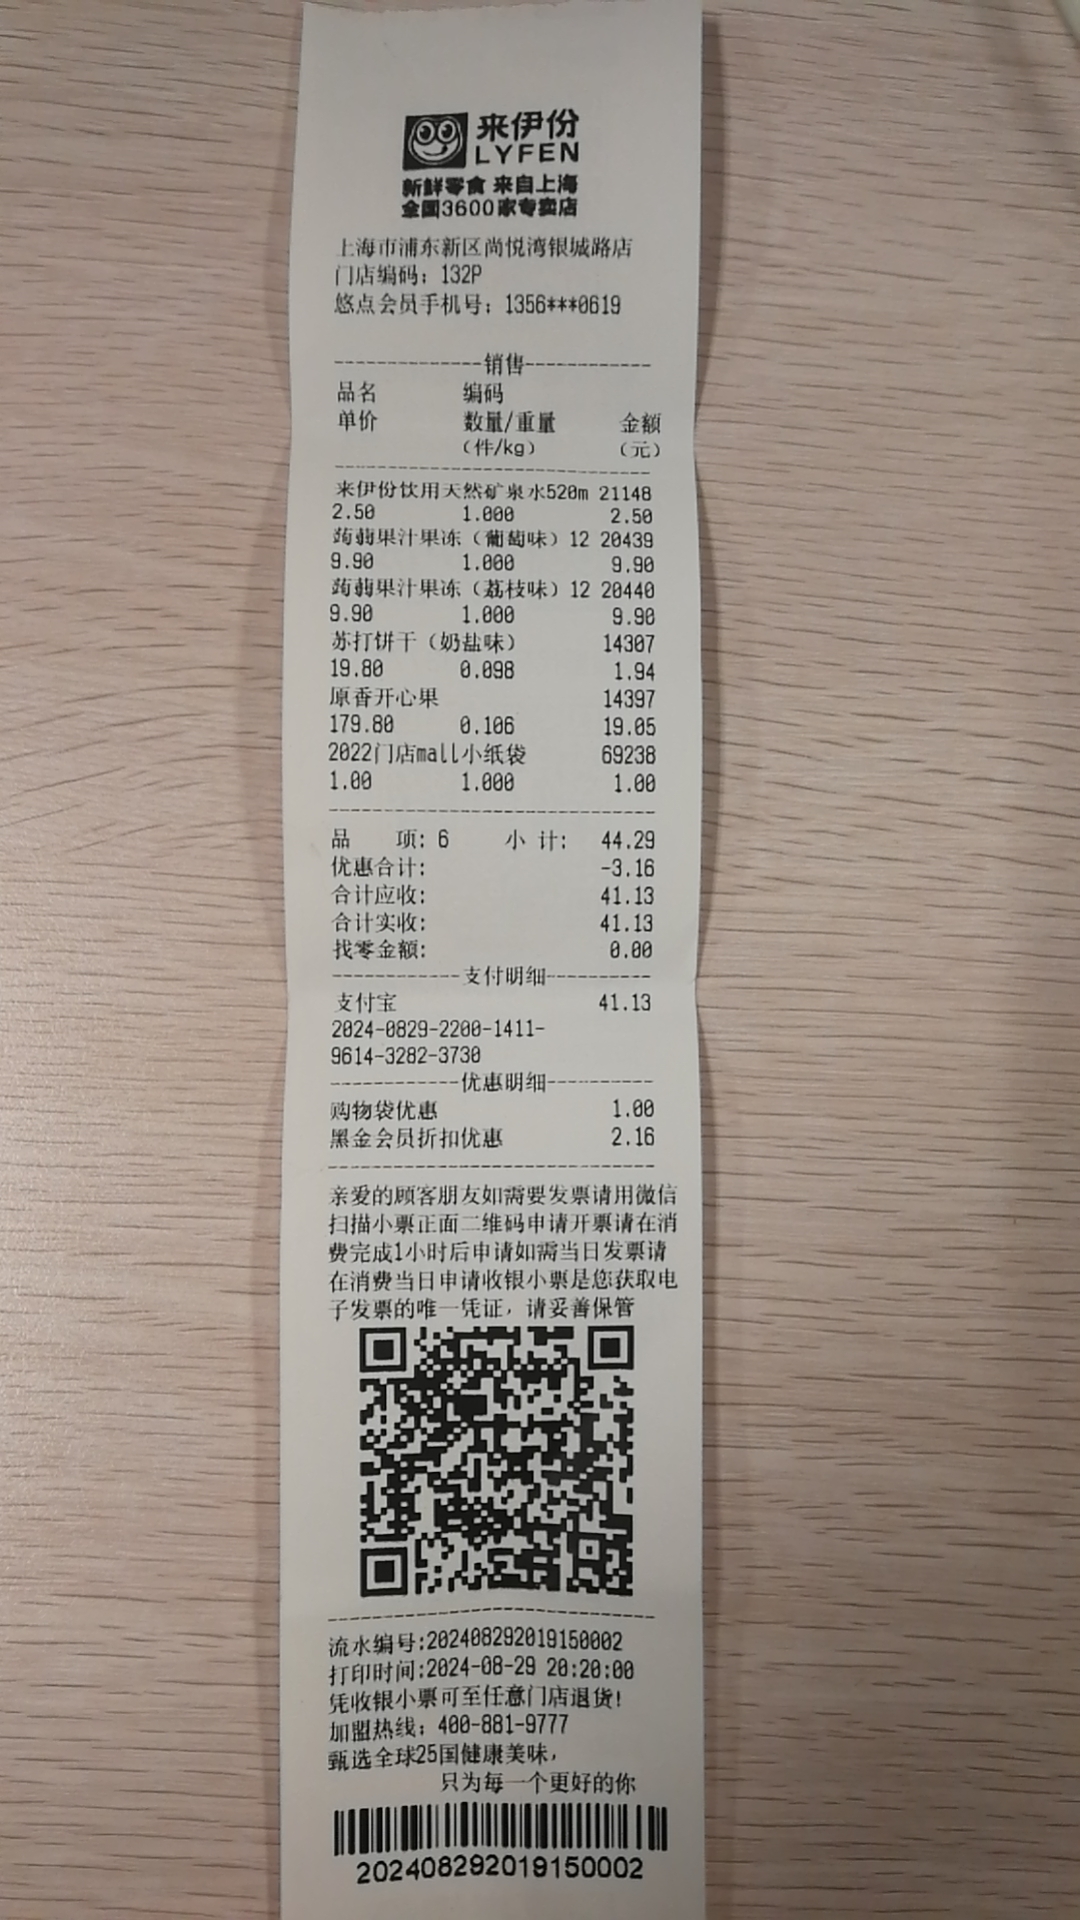 来伊份
LYFEN
新鲜零食 来自上海
全国3600家专卖店
上海市浦东新区尚悦湾银城路店
门店编码：132P
悠点会员手机号：1356***0619
--------------销售------------
品名 编码
单价 数量/重量 金额
（件/kg） （元）
------------------------------
来伊份饮用天然矿泉水520m 21148
2.50 1.000 2.50
蒟蒻果汁果冻（葡萄味）12 20439
9.90 1.000 9.90
蒟蒻果汁果冻（荔枝味）12 20440
9.90 1.000 9.90
苏打饼干（奶盐味） 14307
19.80 0.098 1.94
原香开心果 14397
179.80 0.106 19.05
2022门店mall小纸袋 69238
1.00 1.000 1.00
------------------------------
品 项: 6 小 计: 44.29
优惠合计: -3.16
合计应收: 41.13
合计实收: 41.13
找零金额: 0.00
------------支付明细----------
支付宝 41.13
2024-0829-2200-1411-
9614-3282-3730
------------优惠明细----------
购物袋优惠 1.00
黑金会员折扣优惠 2.16
------------------------------
亲爱的顾客朋友如需要发票请用微信
扫描小票正面二维码申请开票请在消
费完成1小时后申请如需当日发票请
在消费当日申请收银小票是您获取电
子发票的唯一凭证，请妥善保管
------------------------------
流水编号:202408292019150002
打印时间:2024-08-29 20:20:00
凭收银小票可至任意门店退货!
加盟热线：400-881-9777
甄选全球25国健康美味，
只为每一个更好的你
202408292019150002